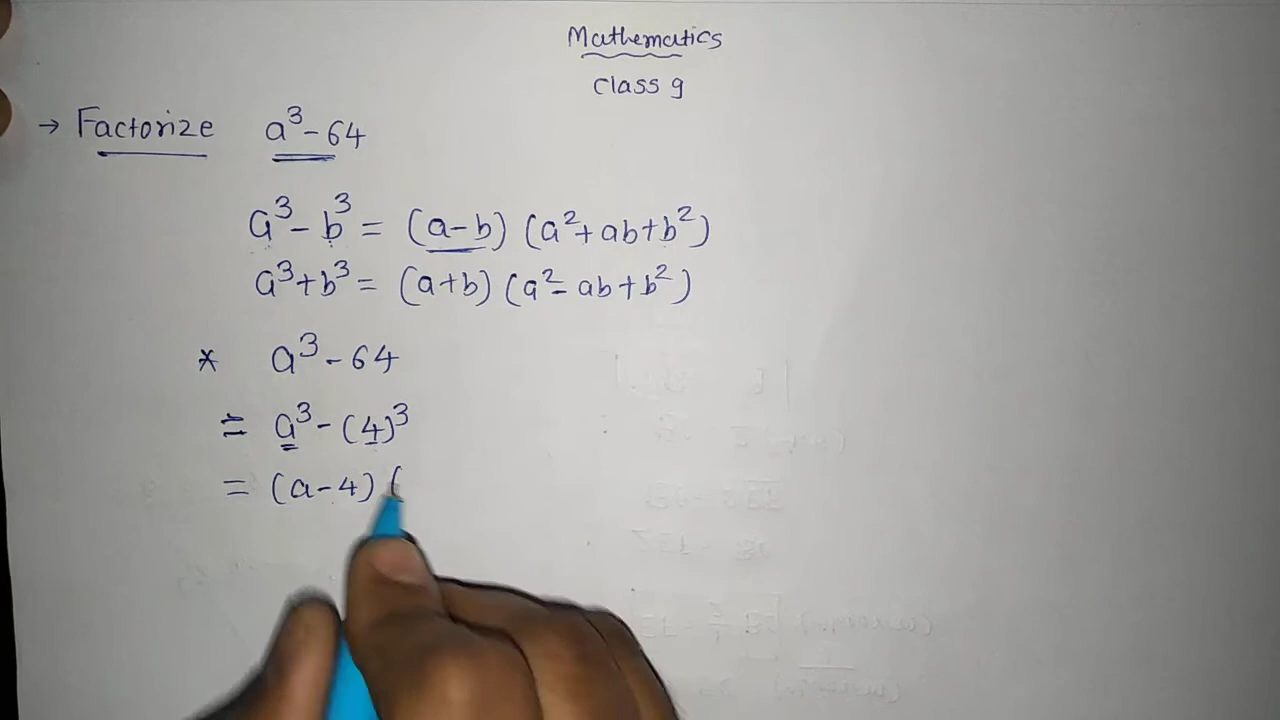 Mathematics
Class 9
→ Factorize a³-64
a³-b³ = (a-b) (a²+ab+b²)
a³+b³ = (a+b) (a²-ab+b²)
* a³-64
= a³-(4)³
= (a-4) (